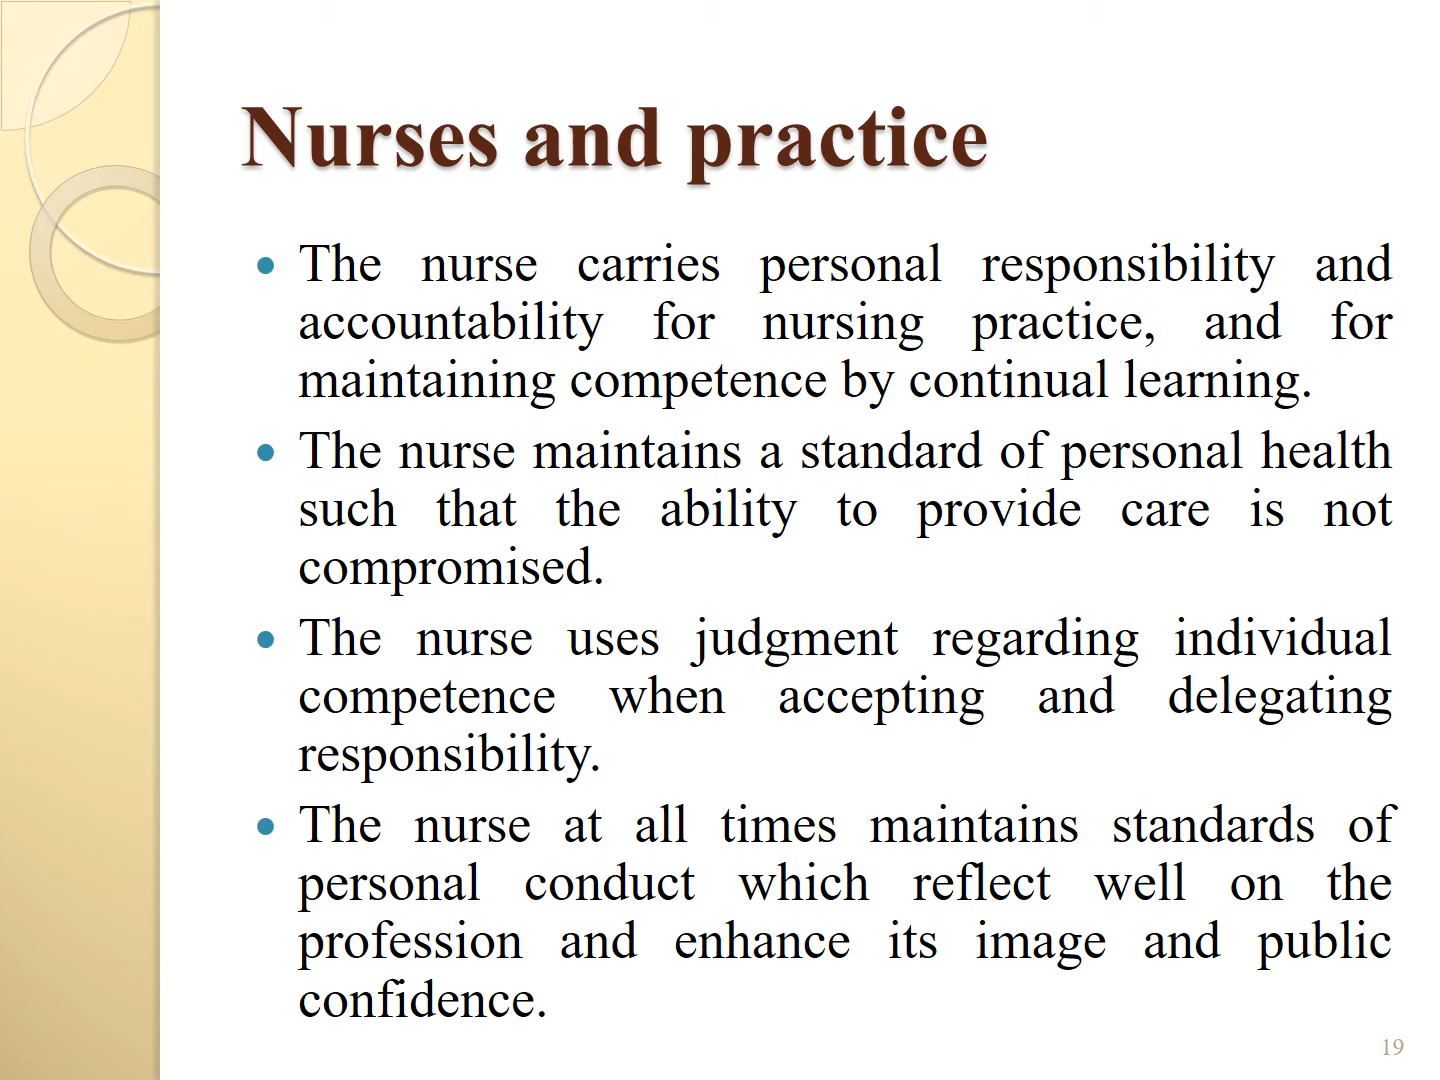 Nurses and practice
• The nurse carries personal responsibility and
accountability for nursing practice, and for
maintaining competence by continual learning.
• The nurse maintains a standard of personal health
such that the ability to provide care is not
compromised.
• The nurse uses judgment regarding individual
competence when accepting and delegating
responsibility.
• The nurse at all times maintains standards of
personal conduct which reflect well on the
profession and enhance its image and public
confidence.
19